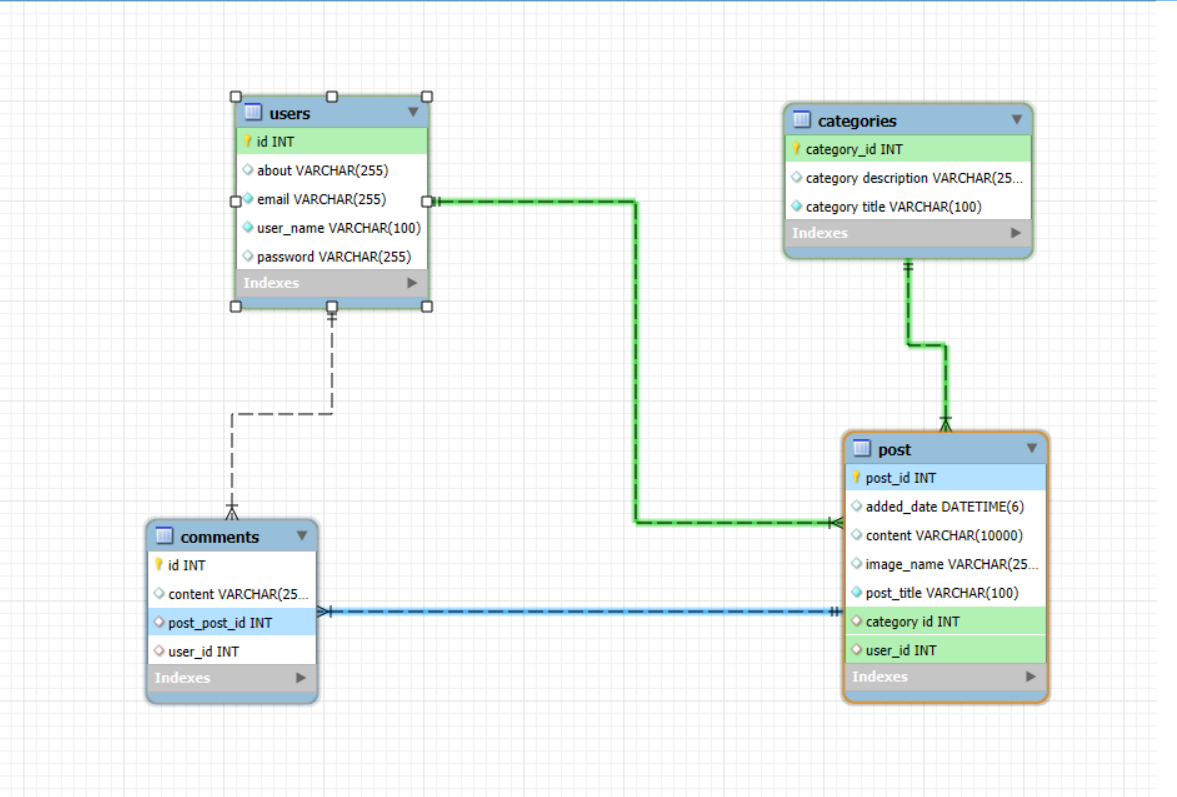 users
id INT
about VARCHAR(255)
email VARCHAR(255)
user_name VARCHAR(100)
password VARCHAR(255)
Indexes
categories
category_id INT
category description VARCHAR(25...
category title VARCHAR(100)
Indexes
comments
id INT
content VARCHAR(25...
post_post_id INT
user_id INT
Indexes
post
post_id INT
added_date DATETIME(6)
content VARCHAR(10000)
image_name VARCHAR(25...
post_title VARCHAR(100)
category id INT
user_id INT
Indexes